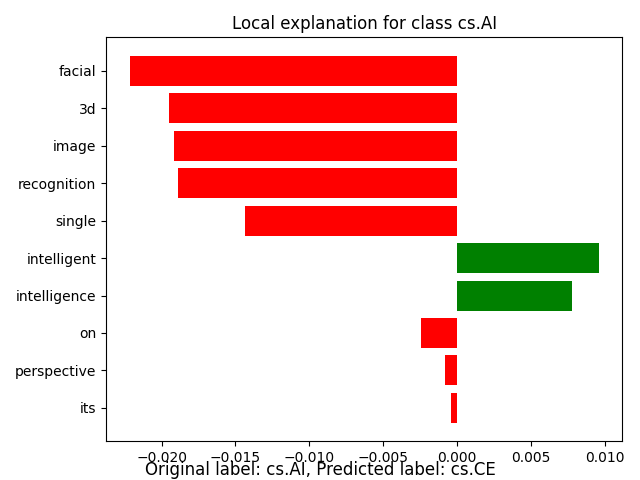 Local explanation for class cs.AI
facial
3d
image
recognition
single
intelligent
intelligence
on
perspective
its
−0.020 −0.015 −0.010 −0.005 0.000 0.005 0.010
Original label: cs.AI, Predicted label: cs.CE